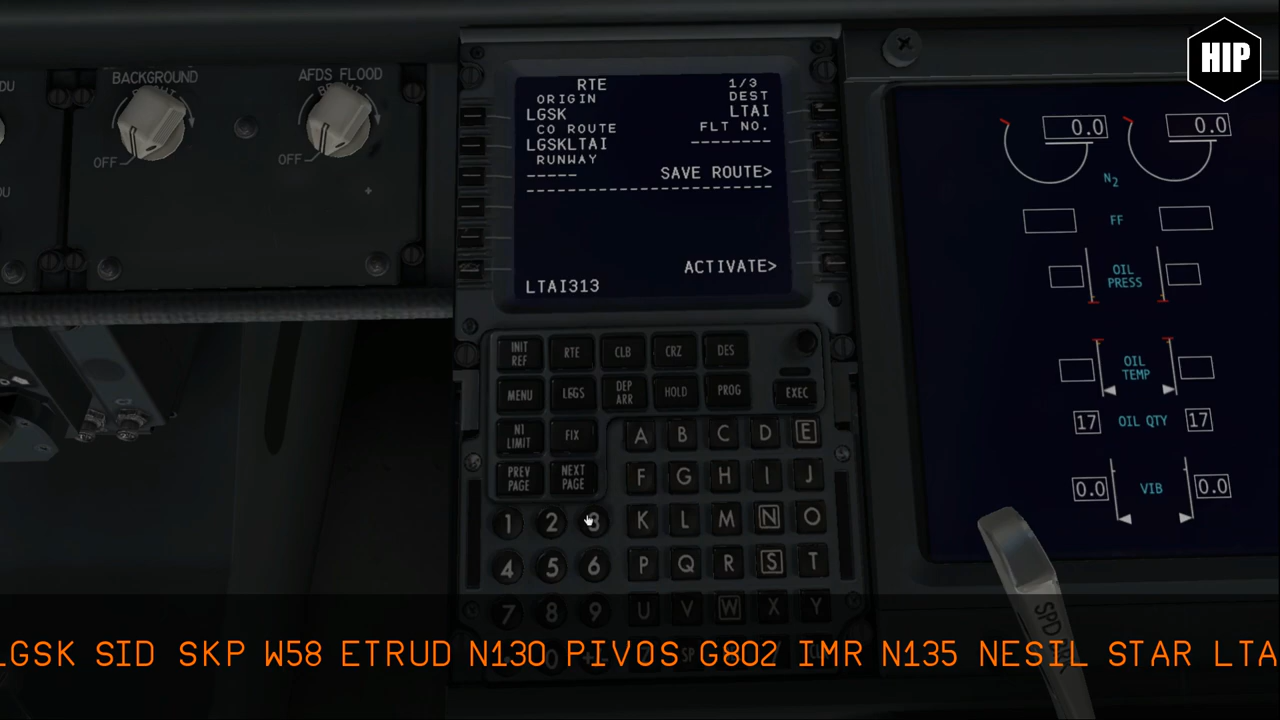 HIP
DU
BACKGROUND
OFF
AFDS FLOOD
BRIGHT
OFF
DU
RTE 1/3
ORIGIN DEST
LGSK LTAI
CO ROUTE FLT NO.
LGSKLTAI --------
RUNWAY
----- SAVE ROUTE>
ACTIVATE>
LTAI313
INIT REF RTE CLB CRZ DES
MENU LEGS DEP ARR HOLD PROG EXEC
N1 LIMIT FIX
PREV PAGE NEXT PAGE
A B C D E
F G H I J
K L M N O
P Q R S T
U V W X Y
1 2 3
4 5 6
7 8 9
0.0 0.0
N2
FF
OIL PRESS
OIL TEMP
17 OIL QTY 17
0.0 VIB 0.0
LGSK SID SKP W58 ETRUD N130 PIVOS G802 IMR N135 NESIL STAR LTA